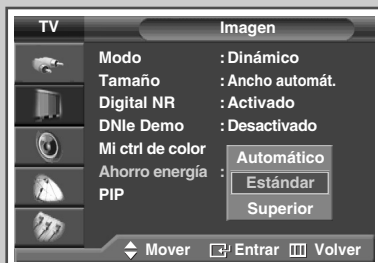 TV Imagen
Modo : Dinámico
Tamaño : Ancho automát.
Digital NR : Activado
DNIe Demo : Desactivado
Mi ctrl de color
Ahorro energía :
PIP
Automático
Estándar
Superior
Mover Entrar Volver